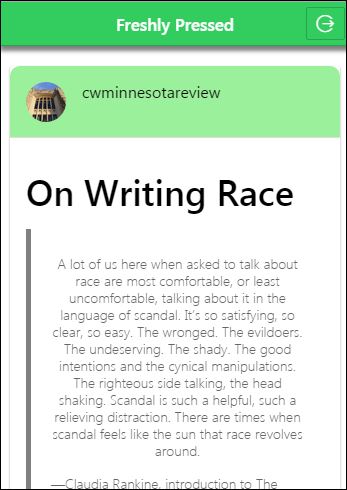 Freshly Pressed
cwminnesotareview
On Writing Race
A lot of us here when asked to talk about
race are most comfortable, or least
uncomfortable, talking about it in the
language of scandal. It's so satisfying, so
clear, so easy. The wronged. The evildoers.
The undeserving. The shady. The good
intentions and the cynical manipulations.
The righteous side talking, the head
shaking. Scandal is such a helpful, such a
relieving distraction. There are times when
scandal feels like the sun that race revolves
around.
—Claudia Rankine, introduction to The